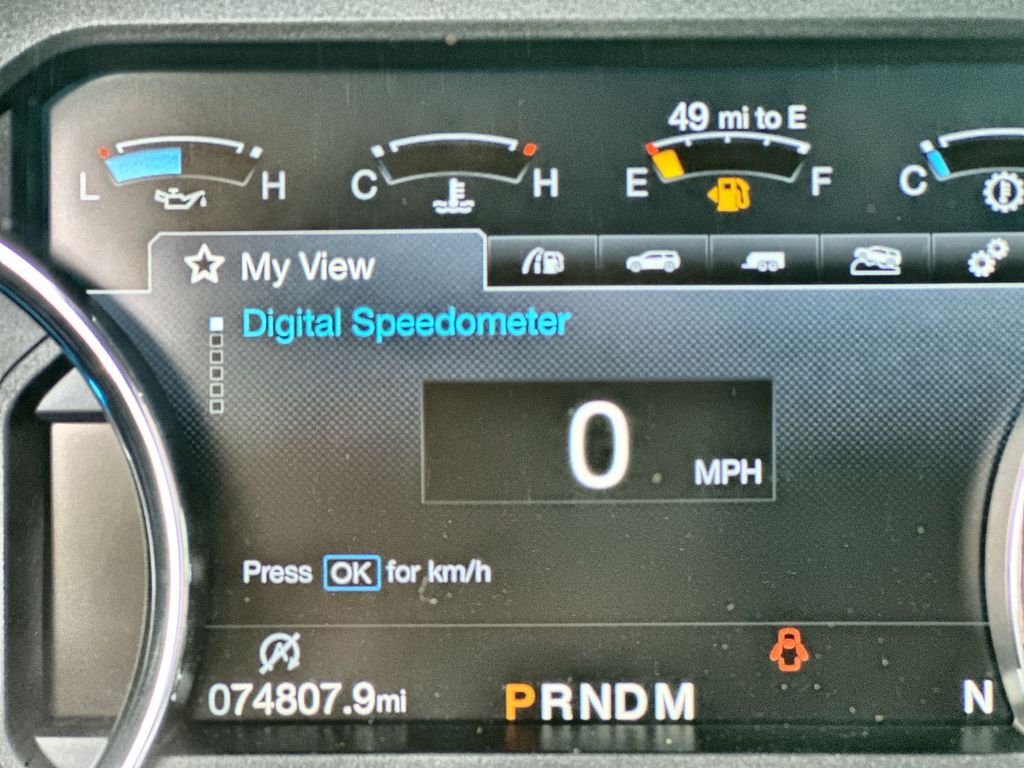 49 mi to E
L H C H E F C
My View
Digital Speedometer
0 MPH
Press OK for km/h
074807.9mi PRNDM N